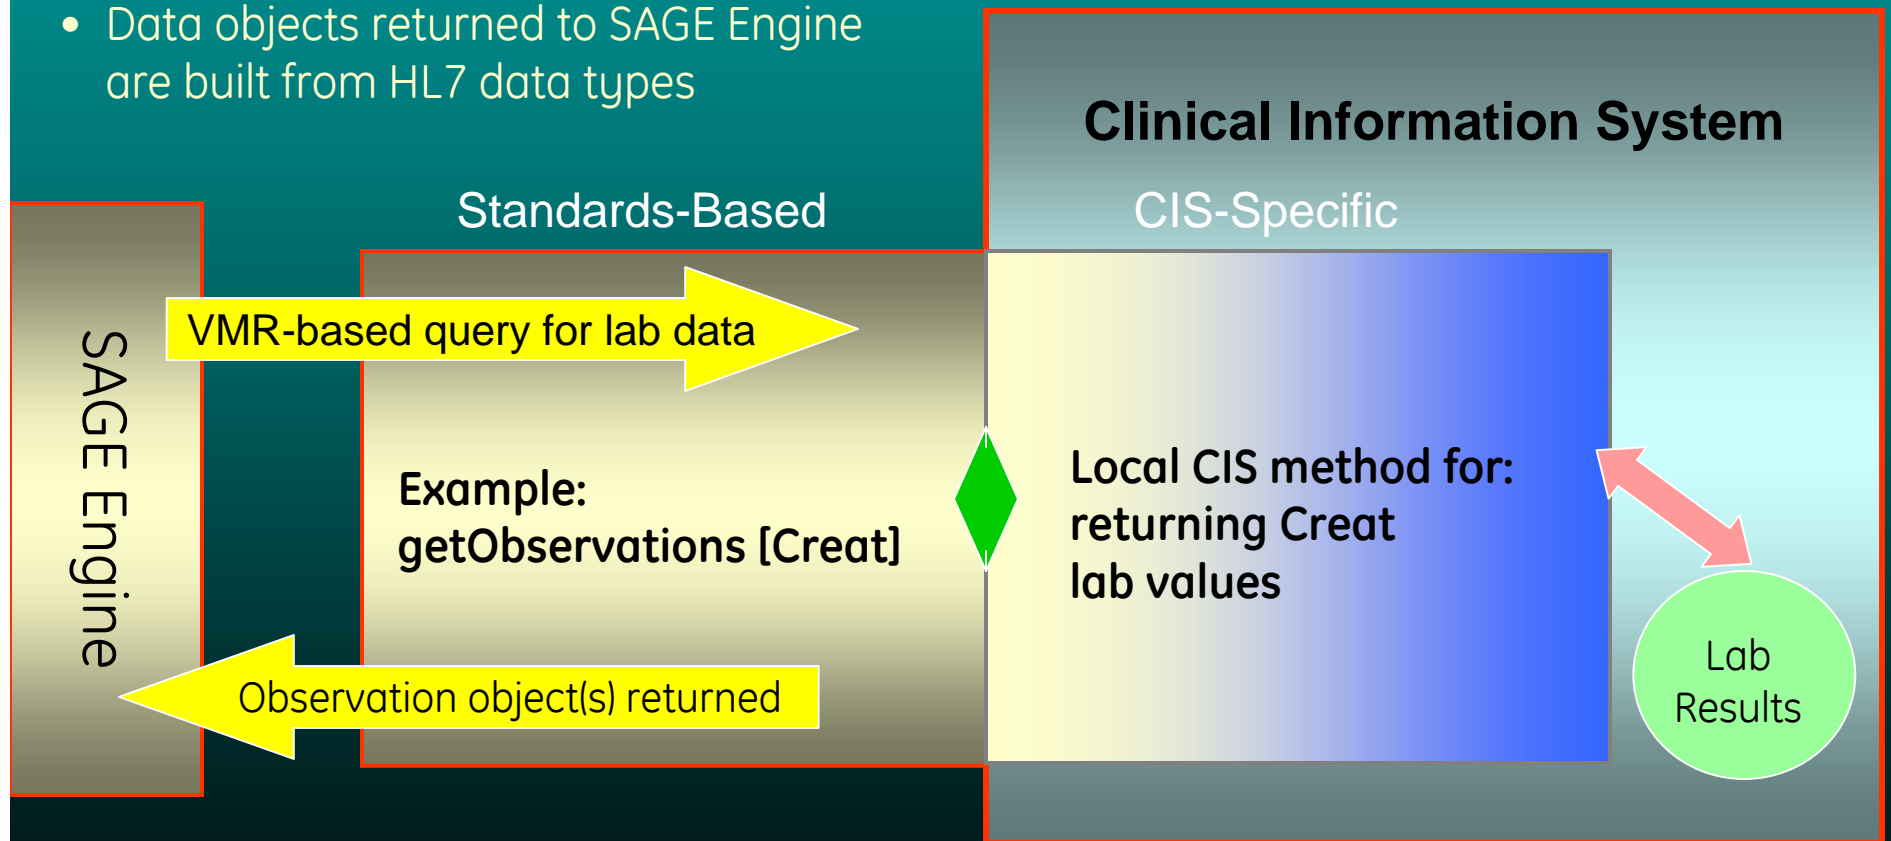 • Data objects returned to SAGE Engine
are built from HL7 data types
Clinical Information System
Standards-Based
CIS-Specific
SAGE Engine
VMR-based query for lab data
Example:
getObservations [Creat]
Local CIS method for:
returning Creat
lab values
Observation object(s) returned
Lab
Results